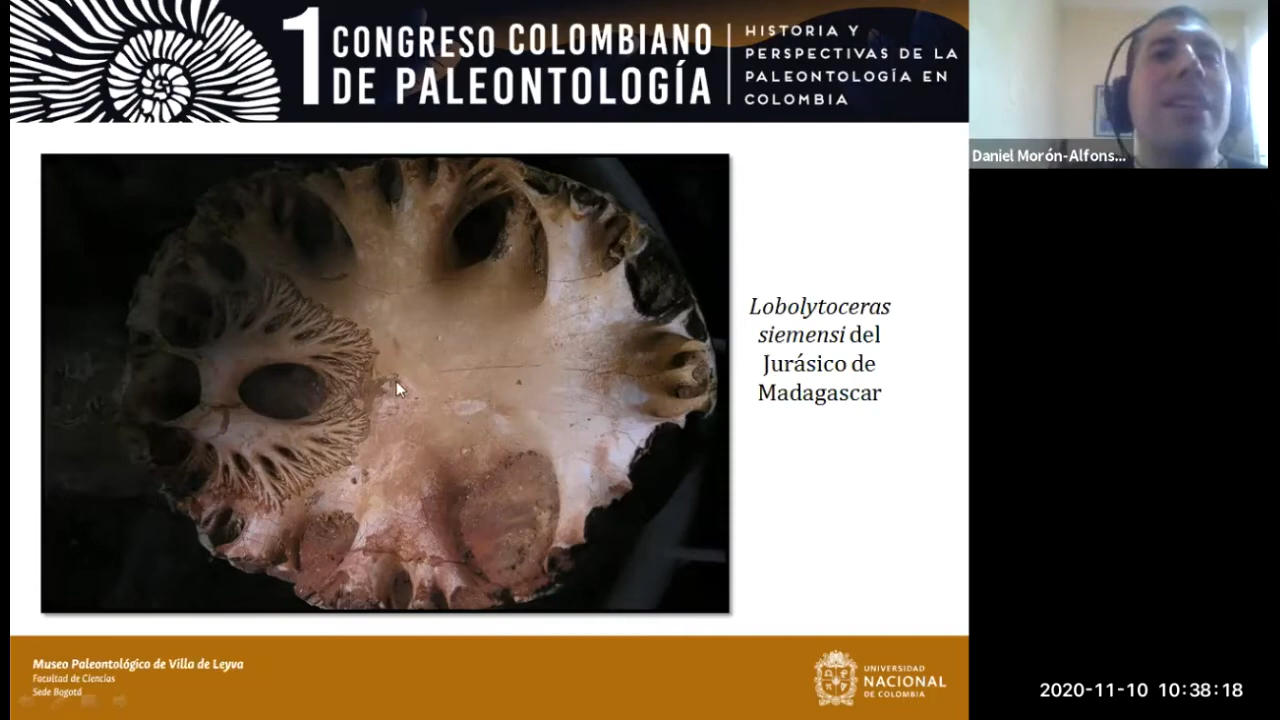 1 CONGRESO COLOMBIANO
DE PALEONTOLOGÍA
HISTORIA Y
PERSPECTIVAS DE LA
PALEONTOLOGÍA EN
COLOMBIA
Daniel Morón-Alfons...
Lobolytoceras
siemensi del
Jurásico de
Madagascar
Museo Paleontológico de Villa de Leyva
Facultad de Ciencias
Sede Bogotá
UNIVERSIDAD
NACIONAL
DE COLOMBIA
2020-11-10 10:38:18